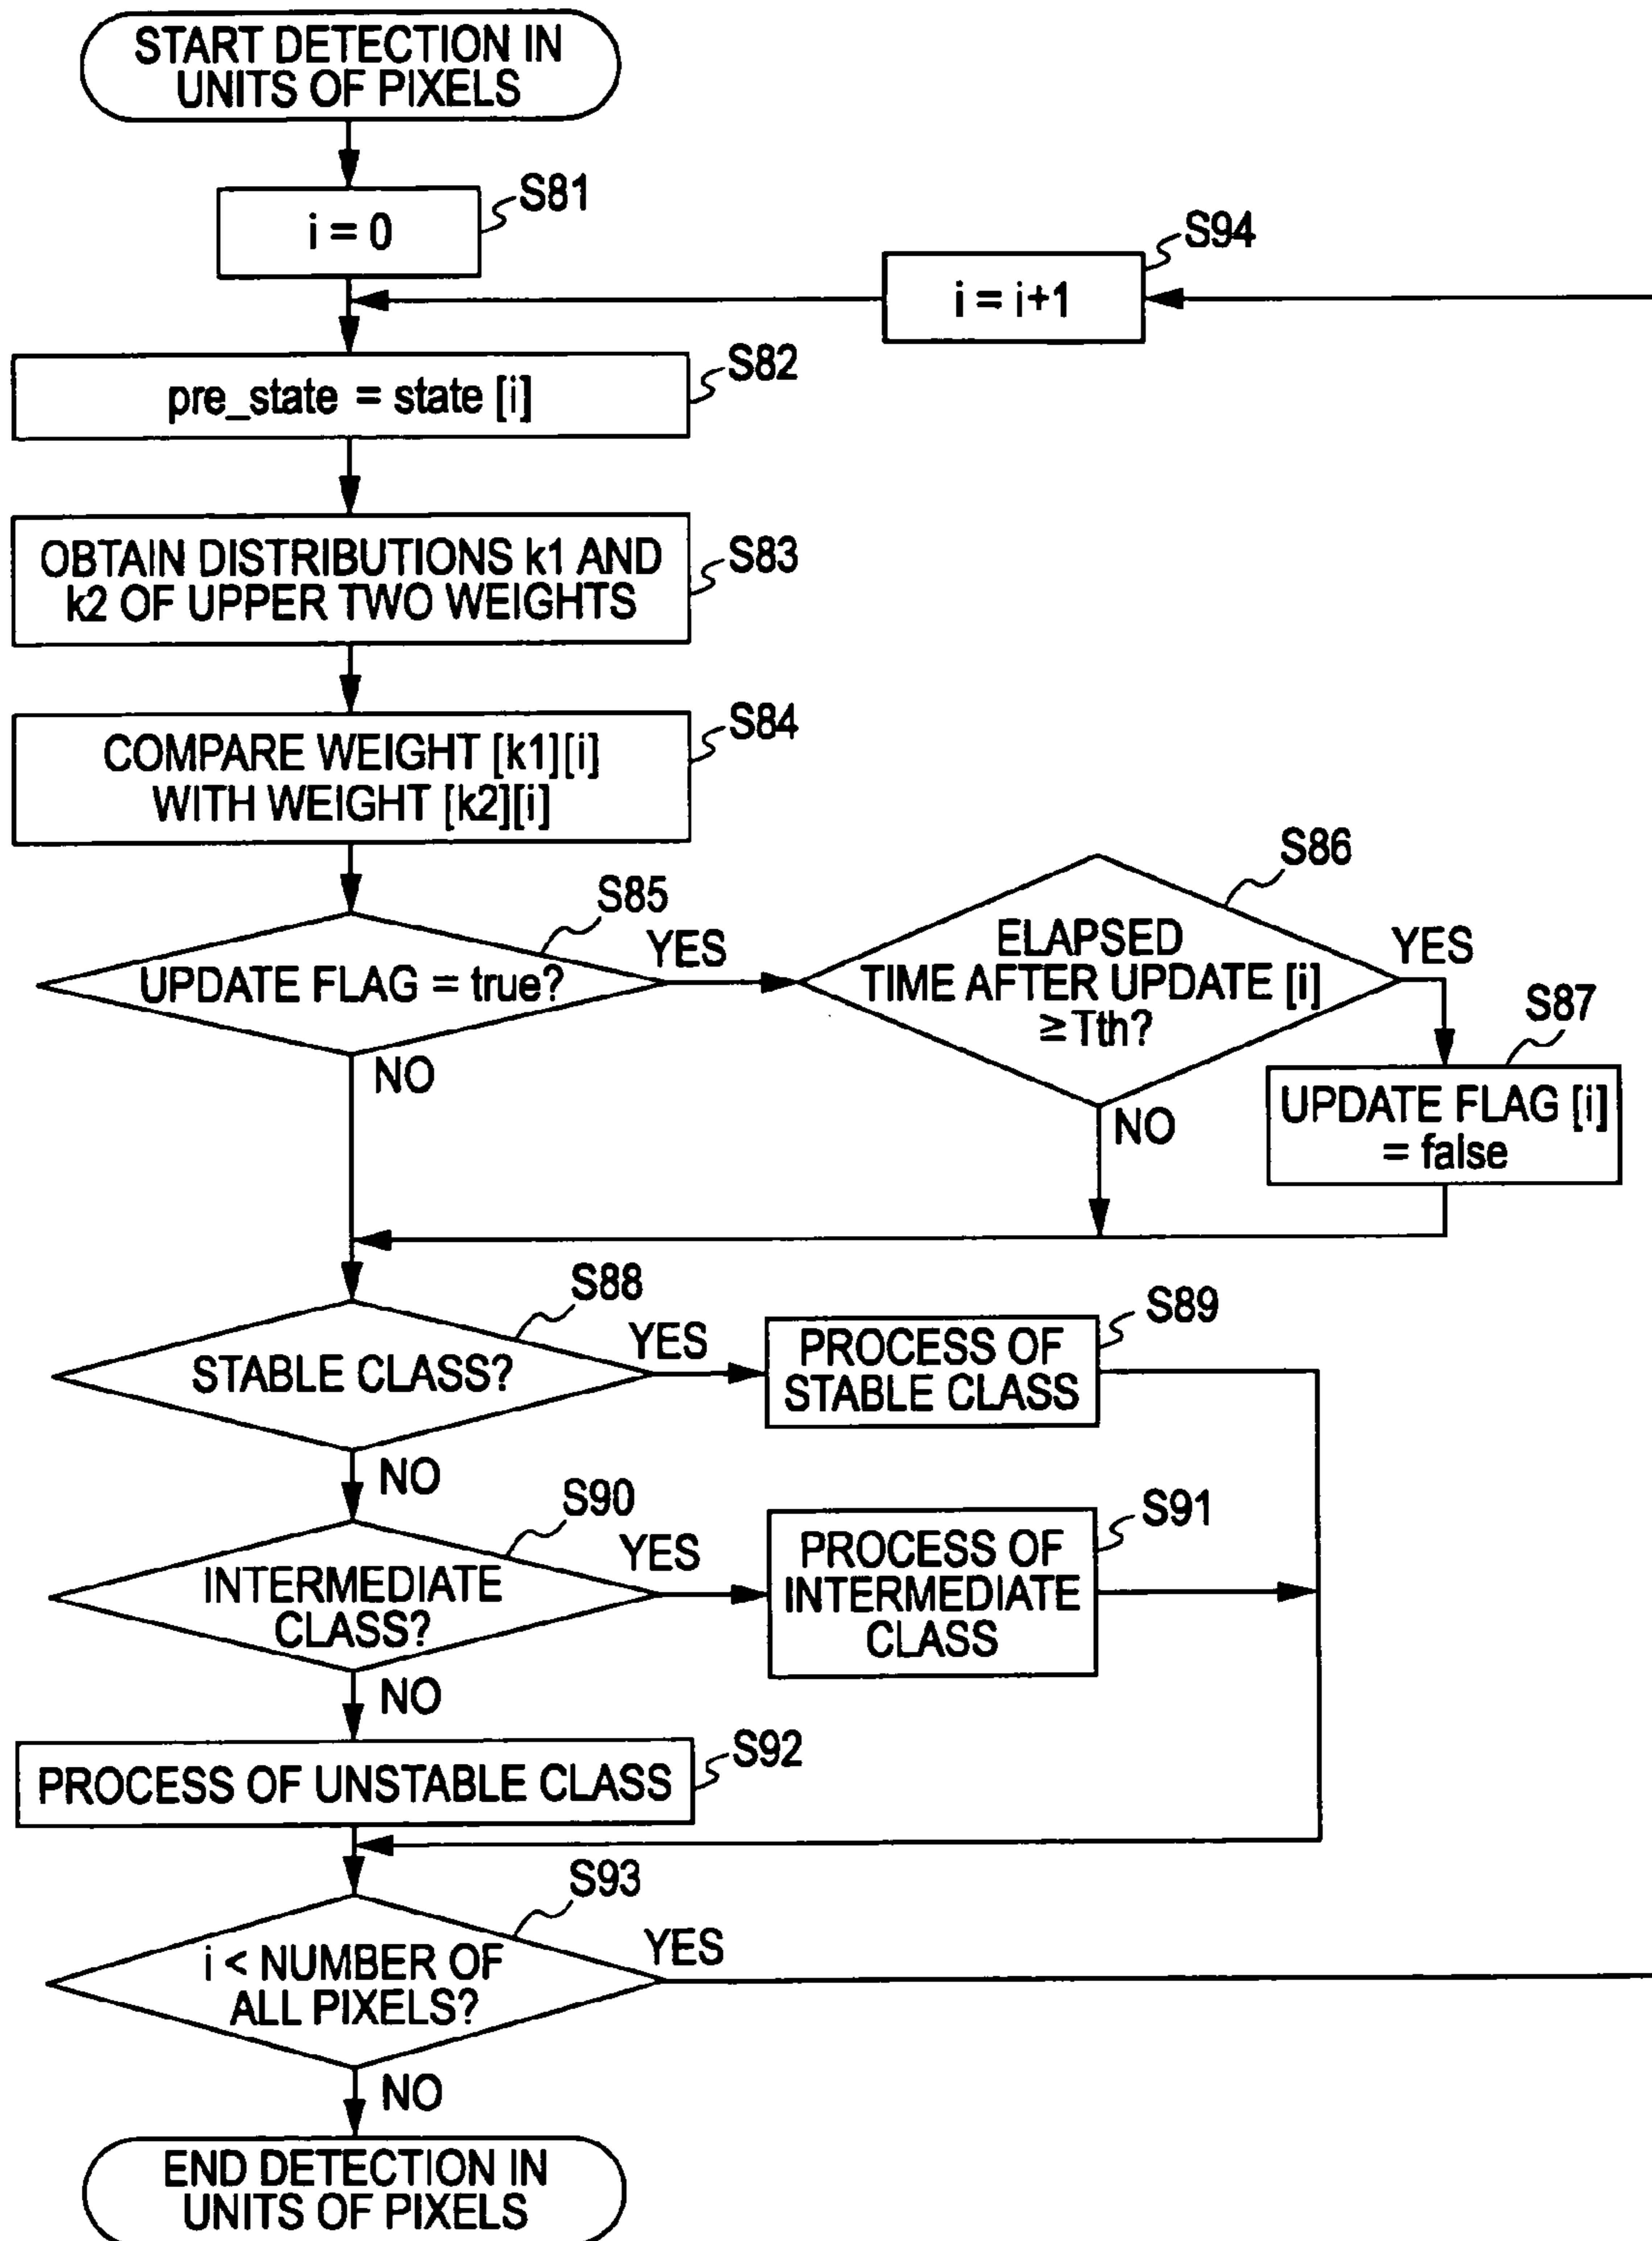 START DETECTION IN
UNITS OF PIXELS
S81
i = 0
S94
i = i+1
S82
pre_state = state [i]
S83
OBTAIN DISTRIBUTIONS k1 AND
k2 OF UPPER TWO WEIGHTS
S84
COMPARE WEIGHT [k1][i]
WITH WEIGHT [k2][i]
S85
UPDATE FLAG = true?
YES
NO
S86
ELAPSED
TIME AFTER UPDATE [i]
≥ Tth?
YES
NO
S87
UPDATE FLAG [i]
= false
S88
STABLE CLASS?
YES
NO
S89
PROCESS OF
STABLE CLASS
S90
INTERMEDIATE
CLASS?
YES
NO
S91
PROCESS OF
INTERMEDIATE
CLASS
S92
PROCESS OF UNSTABLE CLASS
S93
i < NUMBER OF
ALL PIXELS?
YES
NO
END DETECTION IN
UNITS OF PIXELS